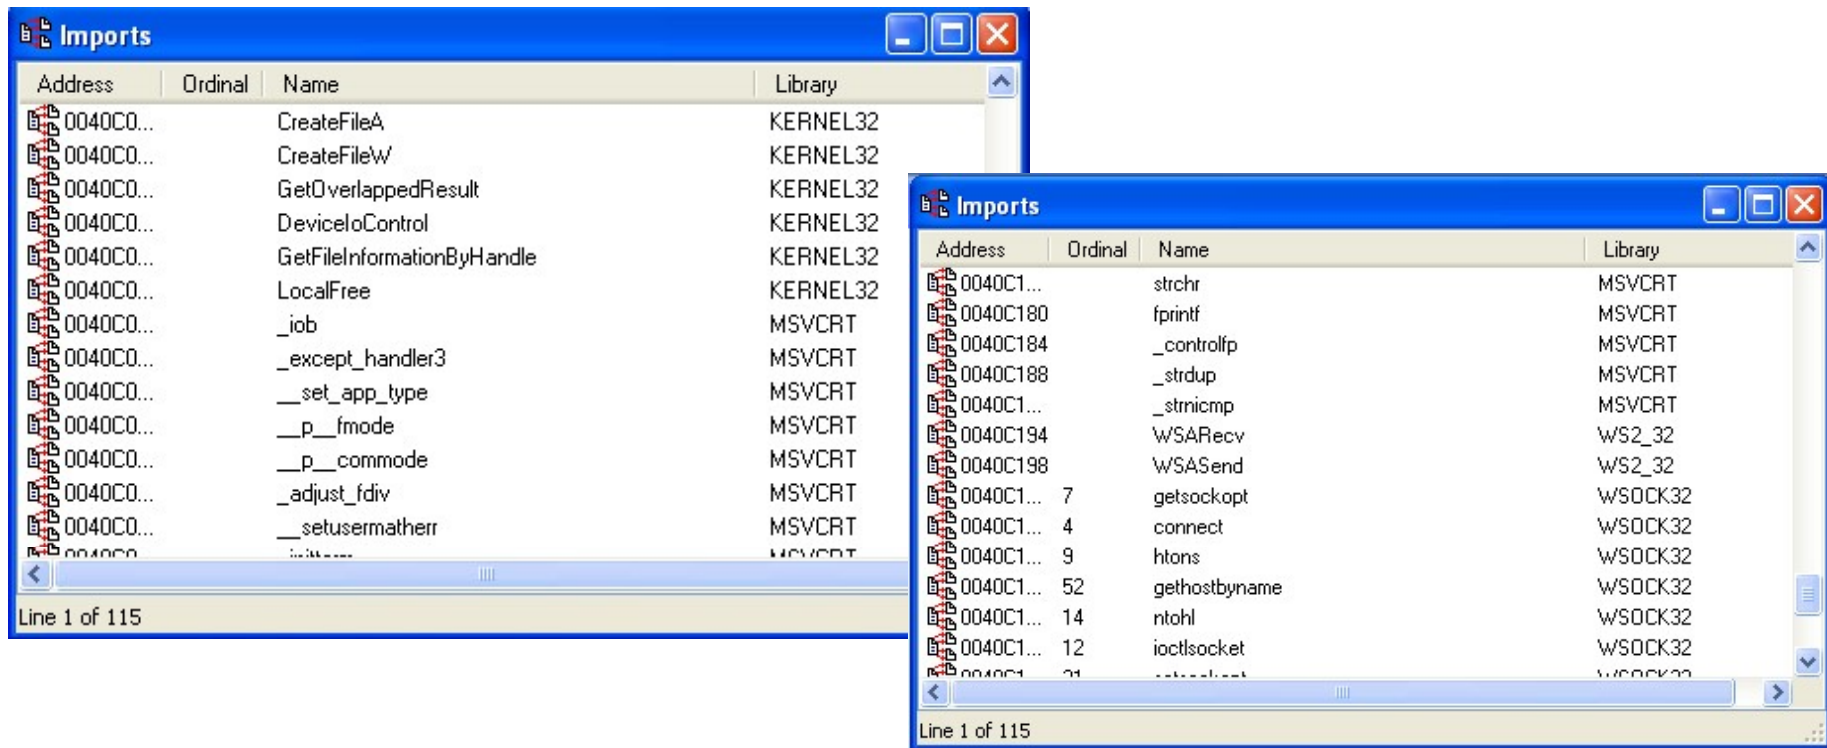 Imports
Address Ordinal Name Library
0040C0... CreateFileA KERNEL32
0040C0... CreateFileW KERNEL32
0040C0... GetOverlappedResult KERNEL32
0040C0... DeviceIoControl KERNEL32
0040C0... GetFileInformationByHandle KERNEL32
0040C0... LocalFree KERNEL32
0040C0... _iob MSVCRT
0040C0... _except_handler3 MSVCRT
0040C0... __set_app_type MSVCRT
0040C0... __p__fmode MSVCRT
0040C0... __p__commode MSVCRT
0040C0... _adjust_fdiv MSVCRT
0040C0... __setusermatherr MSVCRT
Line 1 of 115
Imports
Address Ordinal Name Library
0040C1... strchr MSVCRT
0040C180 fprintf MSVCRT
0040C184 _controlfp MSVCRT
0040C188 _strdup MSVCRT
0040C1... _strnicmp MSVCRT
0040C194 WSARecv WS2_32
0040C198 WSASend WS2_32
0040C1... 7 getsockopt WSOCK32
0040C1... 4 connect WSOCK32
0040C1... 9 htons WSOCK32
0040C1... 52 gethostbyname WSOCK32
0040C1... 14 ntohl WSOCK32
0040C1... 12 ioctlsocket WSOCK32
Line 1 of 115